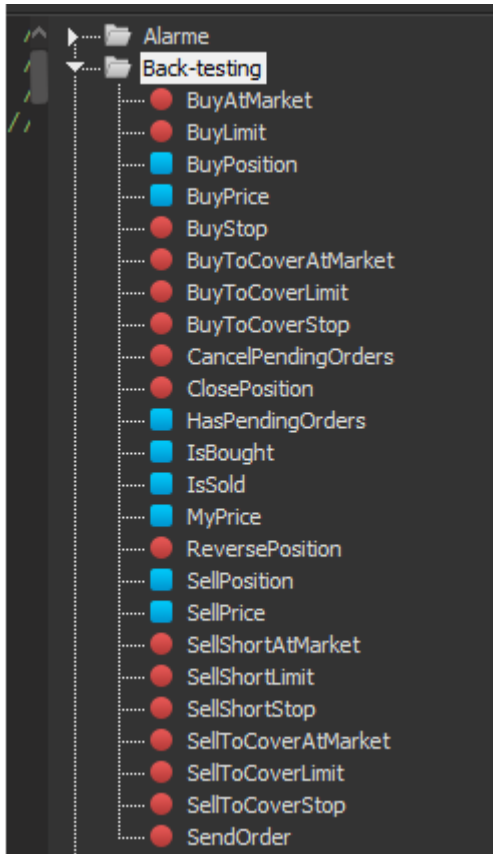 Alarme
Back-testing
BuyAtMarket
BuyLimit
BuyPosition
BuyPrice
BuyStop
BuyToCoverAtMarket
BuyToCoverLimit
BuyToCoverStop
CancelPendingOrders
ClosePosition
HasPendingOrders
IsBought
IsSold
MyPrice
ReversePosition
SellPosition
SellPrice
SellShortAtMarket
SellShortLimit
SellShortStop
SellToCoverAtMarket
SellToCoverLimit
SellToCoverStop
SendOrder